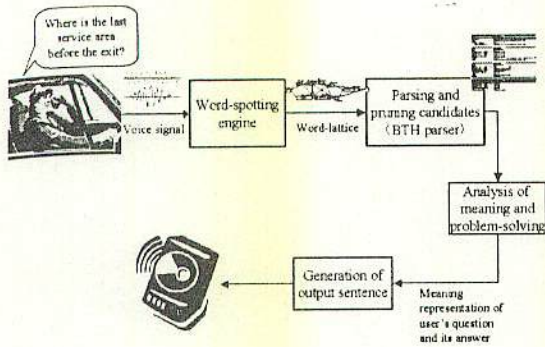 Where is the last
service area
before the exit?
Voice signal
Word-spotting
engine
Word-lattice
Parsing and
pruning candidates
(BTH parser)
Analysis of
meaning and
problem-solving
Meaning
representation of
user's question
and its answer
Generation of
output sentence